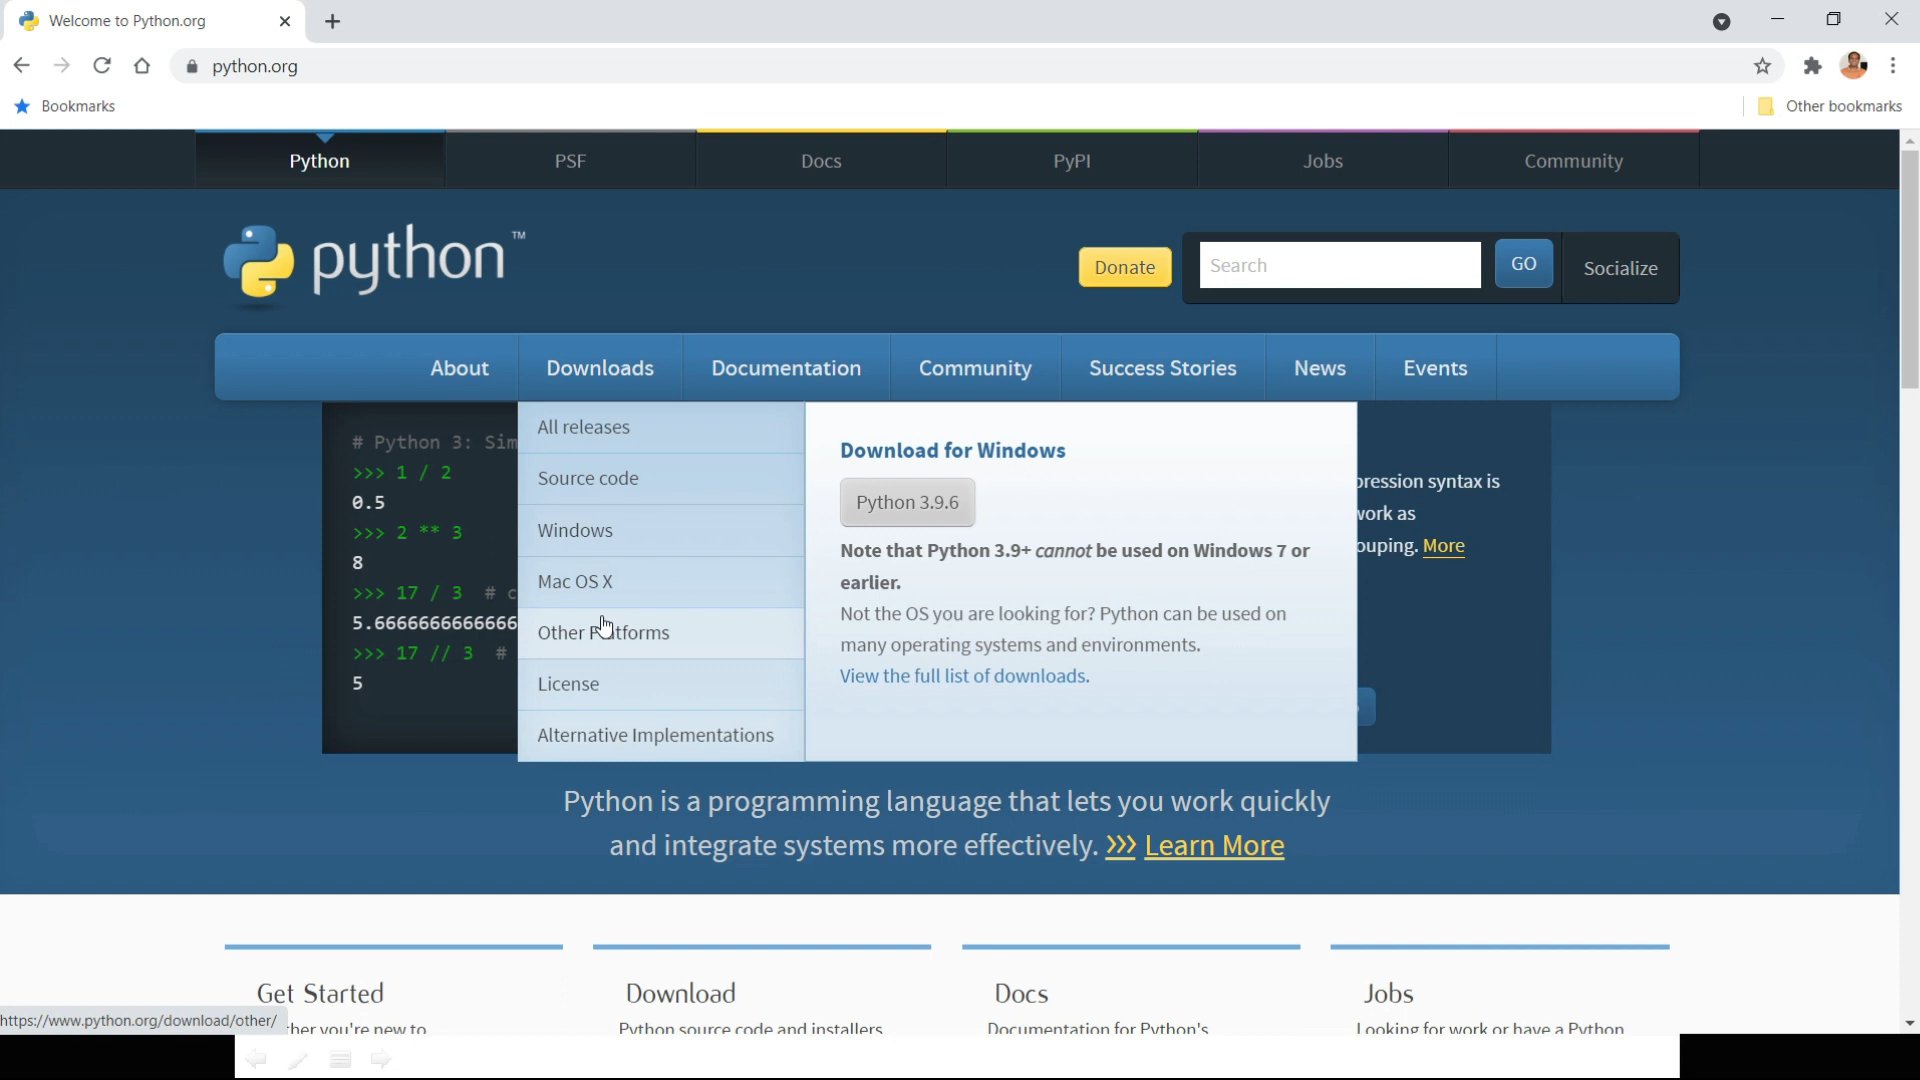 Welcome to Python.org
python.org
Bookmarks
Other bookmarks
Python PSF Docs PyPI Jobs Community
python™
Donate Search GO Socialize
About Downloads Documentation Community Success Stories News Events
# Python 3: Sim
>>> 1 / 2
0.5
>>> 2 ** 3
8
>>> 17 / 3 # c
5.6666666666666
>>> 17 // 3 #
5
All releases
Source code
Windows
Mac OS X
Other Platforms
License
Alternative Implementations
Download for Windows
Python 3.9.6
Note that Python 3.9+ cannot be used on Windows 7 or
earlier.
Not the OS you are looking for? Python can be used on
many operating systems and environments.
View the full list of downloads.
pression syntax is
work as
ouping. More
Python is a programming language that lets you work quickly
and integrate systems more effectively. >>> Learn More
Get Started
ther you're new to
Download
Python source code and installers
Docs
Documentation for Python's
Jobs
Looking for work or have a Python
https://www.python.org/download/other/